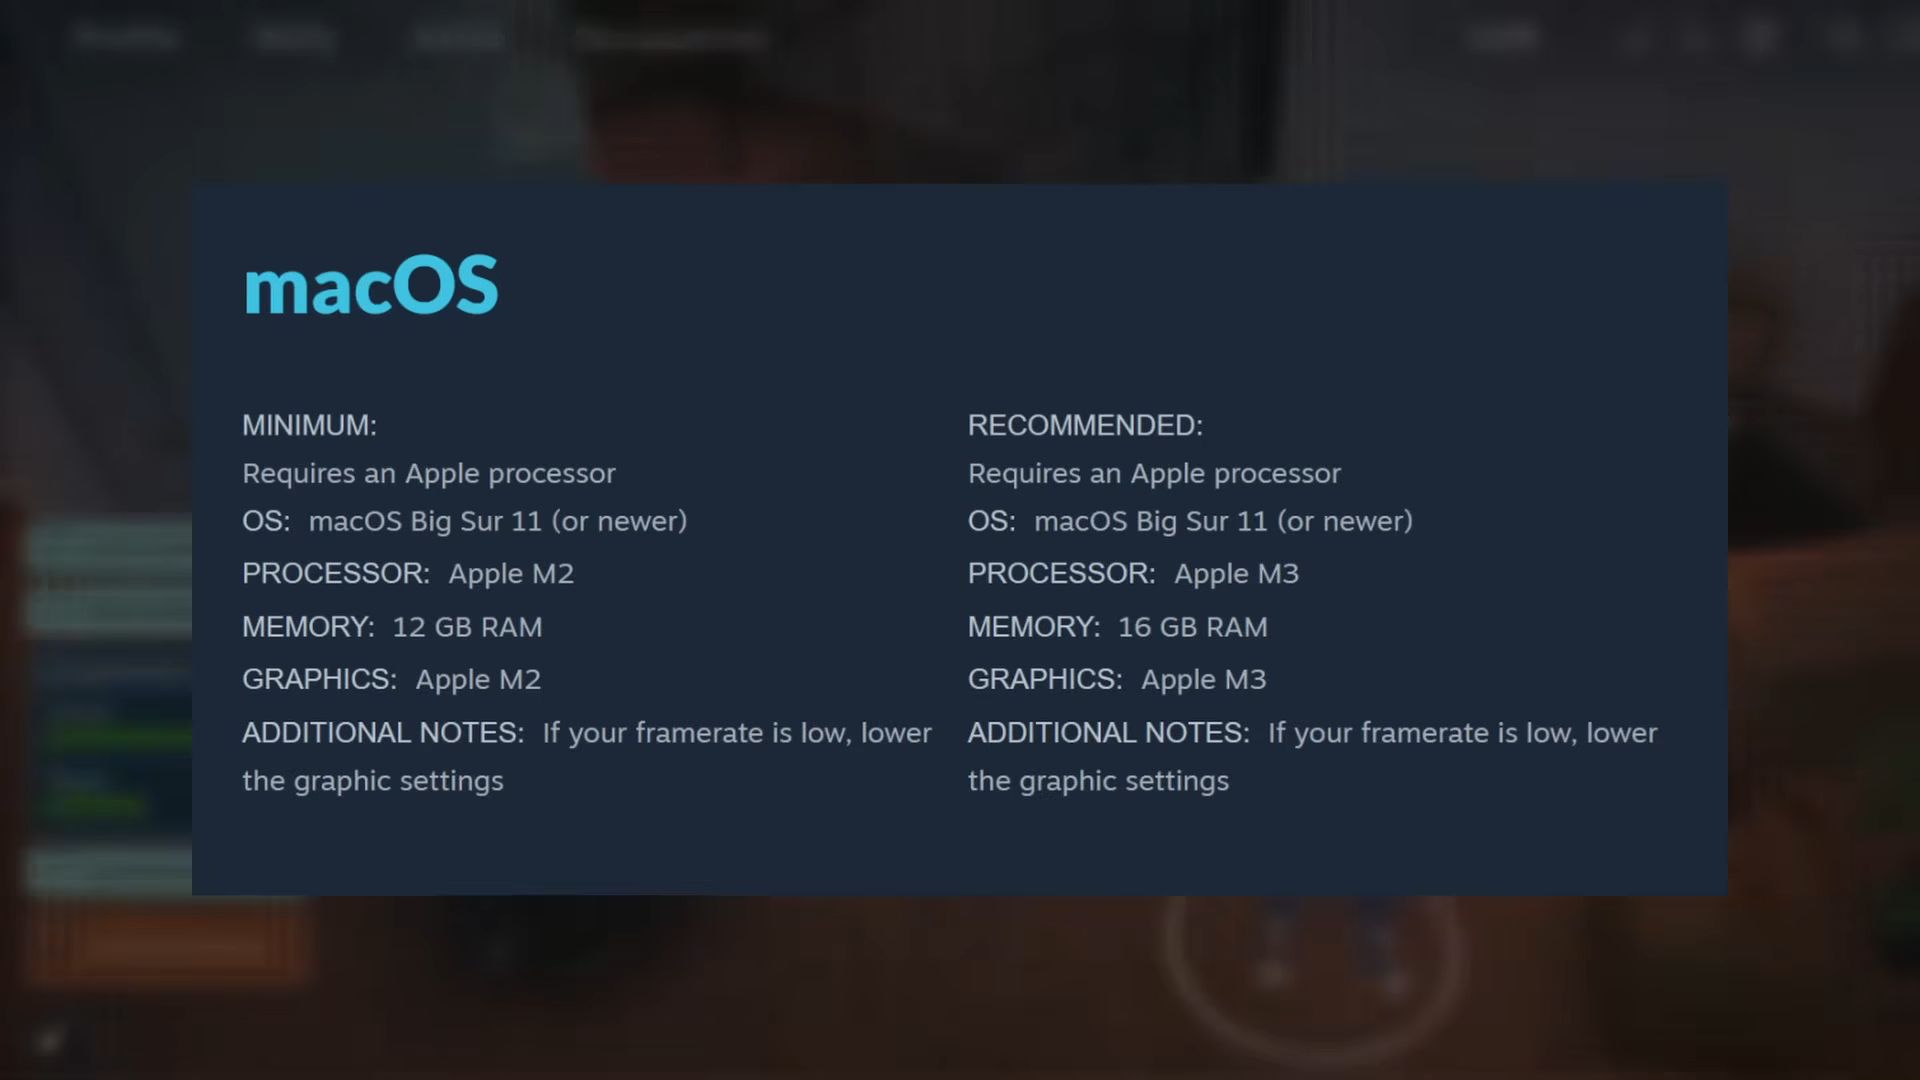 macOS
MINIMUM:
Requires an Apple processor
OS: macOS Big Sur 11 (or newer)
PROCESSOR: Apple M2
MEMORY: 12 GB RAM
GRAPHICS: Apple M2
ADDITIONAL NOTES: If your framerate is low, lower
the graphic settings
RECOMMENDED:
Requires an Apple processor
OS: macOS Big Sur 11 (or newer)
PROCESSOR: Apple M3
MEMORY: 16 GB RAM
GRAPHICS: Apple M3
ADDITIONAL NOTES: If your framerate is low, lower
the graphic settings